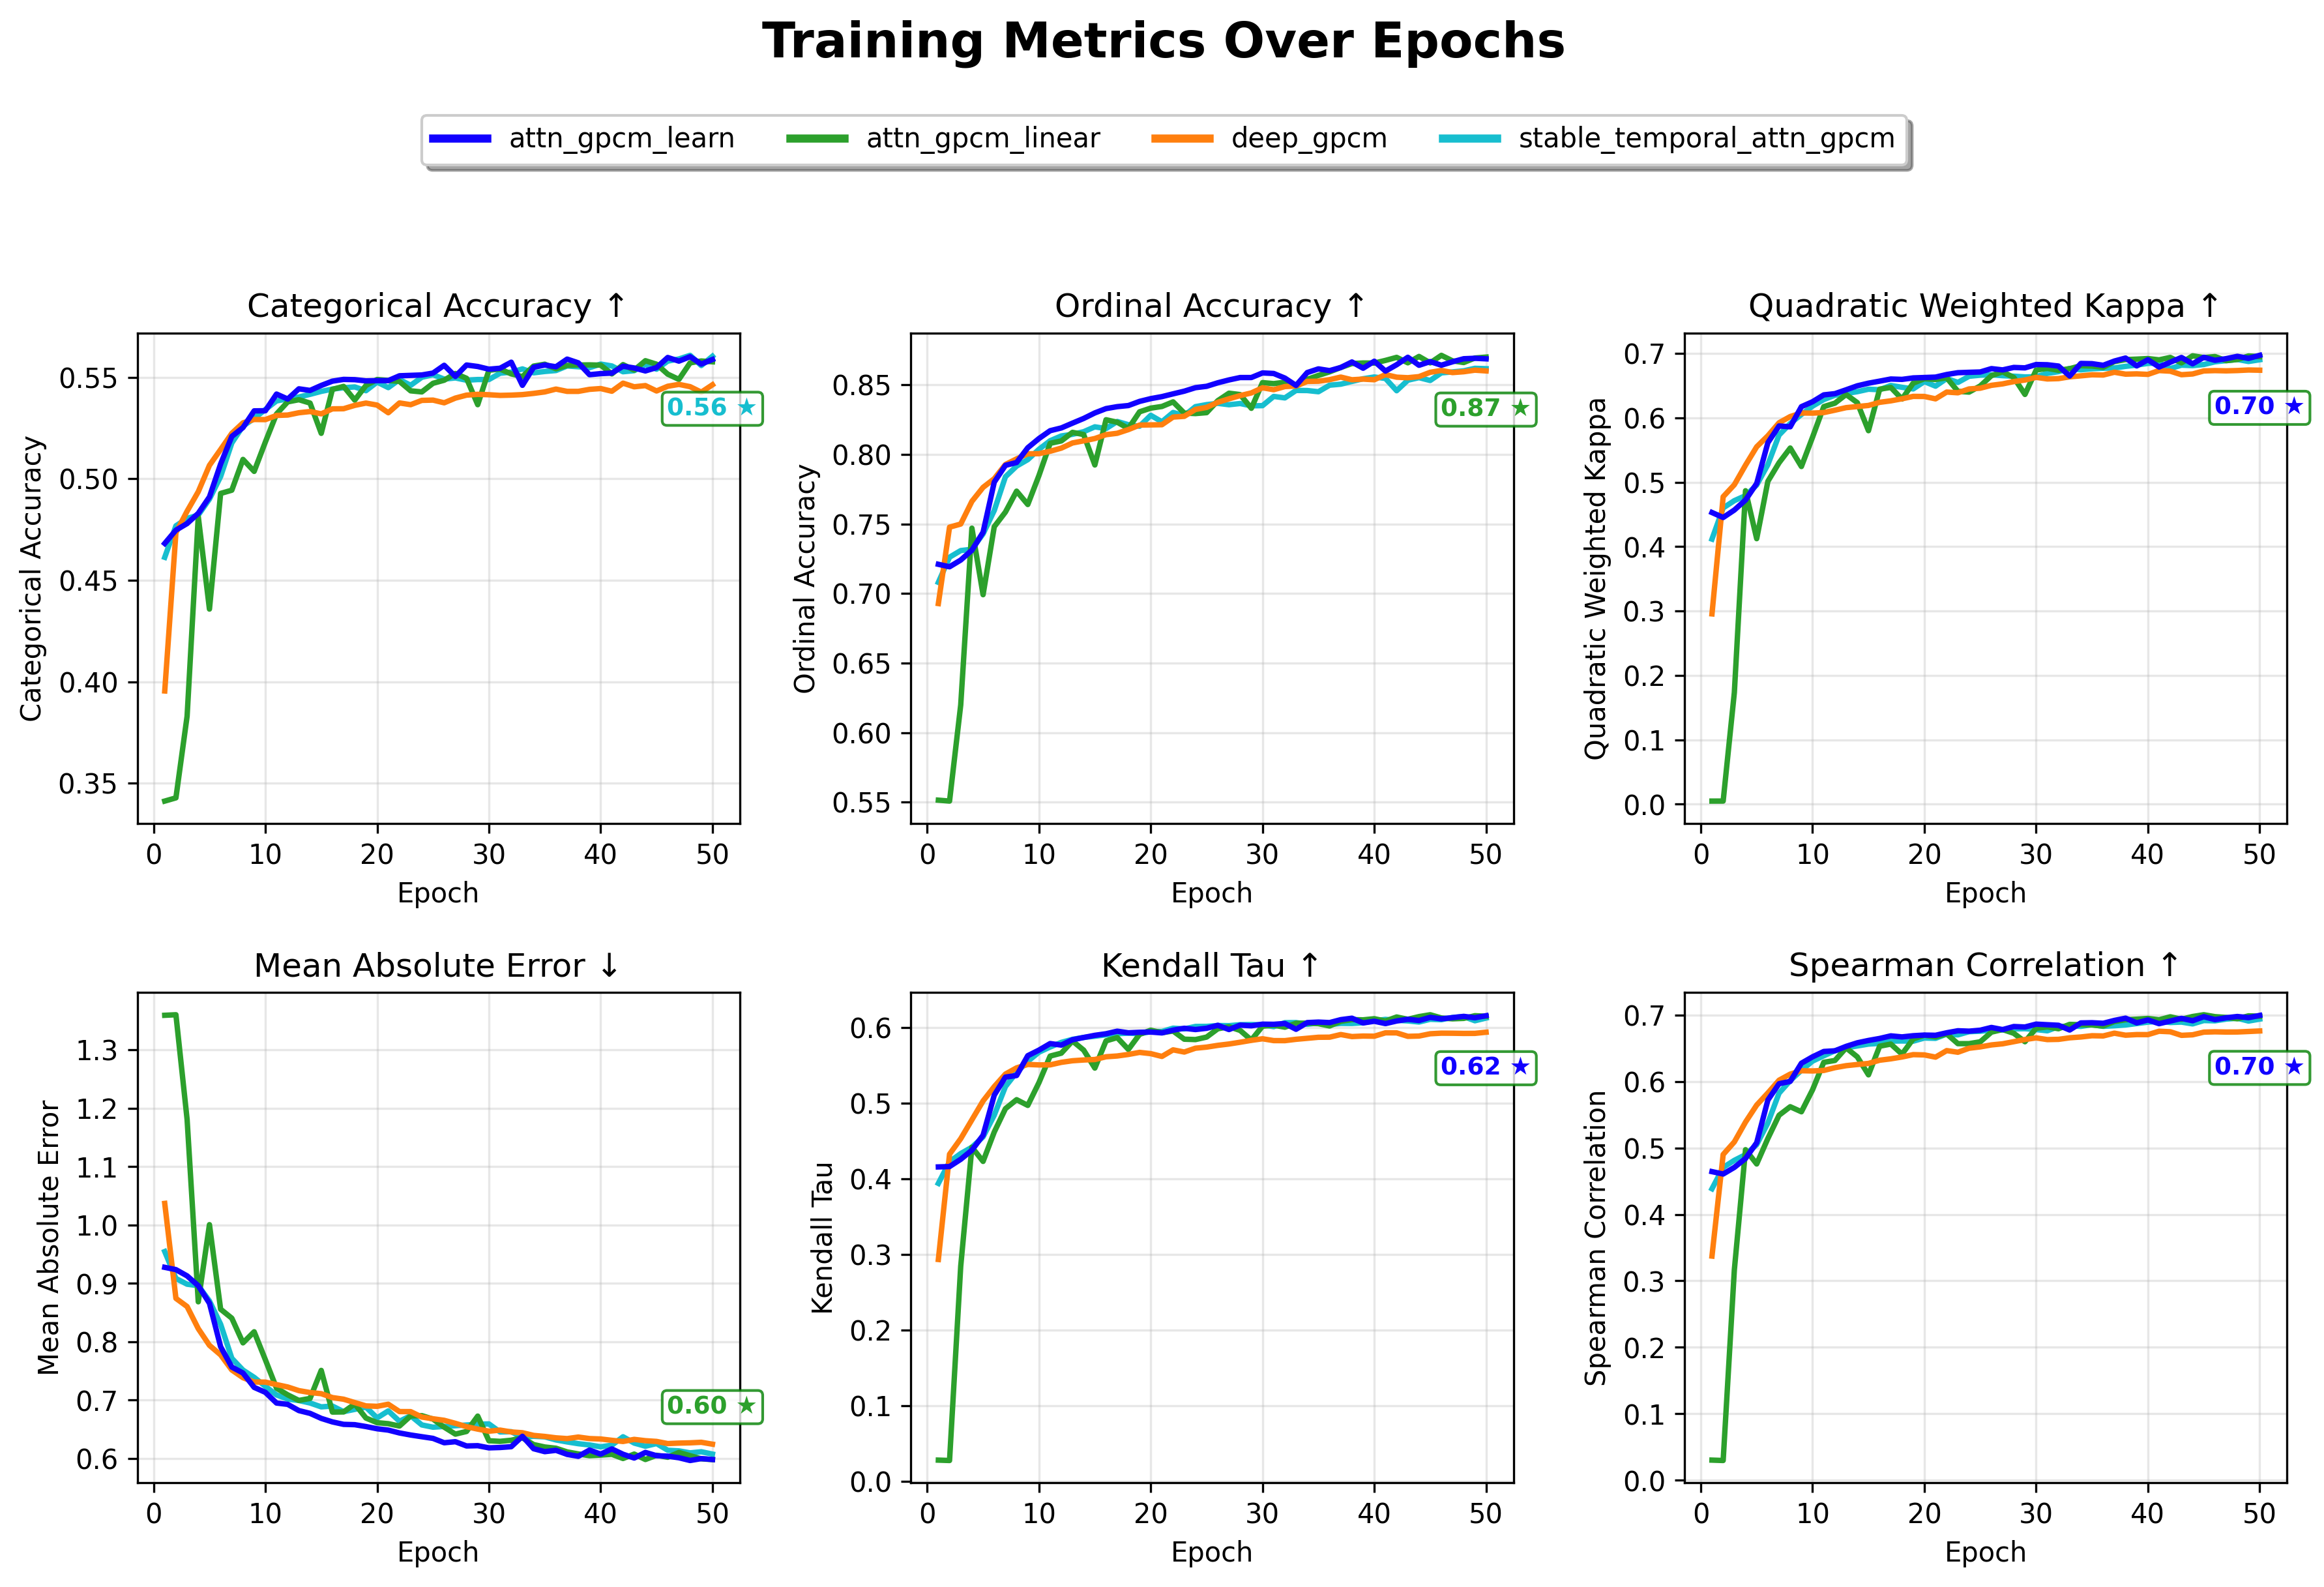 Training Metrics Over Epochs
attn_gpcm_learn attn_gpcm_linear deep_gpcm stable_temporal_attn_gpcm
Categorical Accuracy ↑
Categorical Accuracy
0.55
0.50
0.45
0.40
0.35
0.56 ★
0 10 20 30 40 50
Epoch
Ordinal Accuracy ↑
Ordinal Accuracy
0.85
0.80
0.75
0.70
0.65
0.60
0.55
0.87 ★
0 10 20 30 40 50
Epoch
Quadratic Weighted Kappa ↑
Quadratic Weighted Kappa
0.7
0.6
0.5
0.4
0.3
0.2
0.1
0.0
0.70 ★
0 10 20 30 40 50
Epoch
Mean Absolute Error ↓
Mean Absolute Error
1.3
1.2
1.1
1.0
0.9
0.8
0.7
0.6
0.60 ★
0 10 20 30 40 50
Epoch
Kendall Tau ↑
Kendall Tau
0.6
0.5
0.4
0.3
0.2
0.1
0.0
0.62 ★
0 10 20 30 40 50
Epoch
Spearman Correlation ↑
Spearman Correlation
0.7
0.6
0.5
0.4
0.3
0.2
0.1
0.0
0.70 ★
0 10 20 30 40 50
Epoch